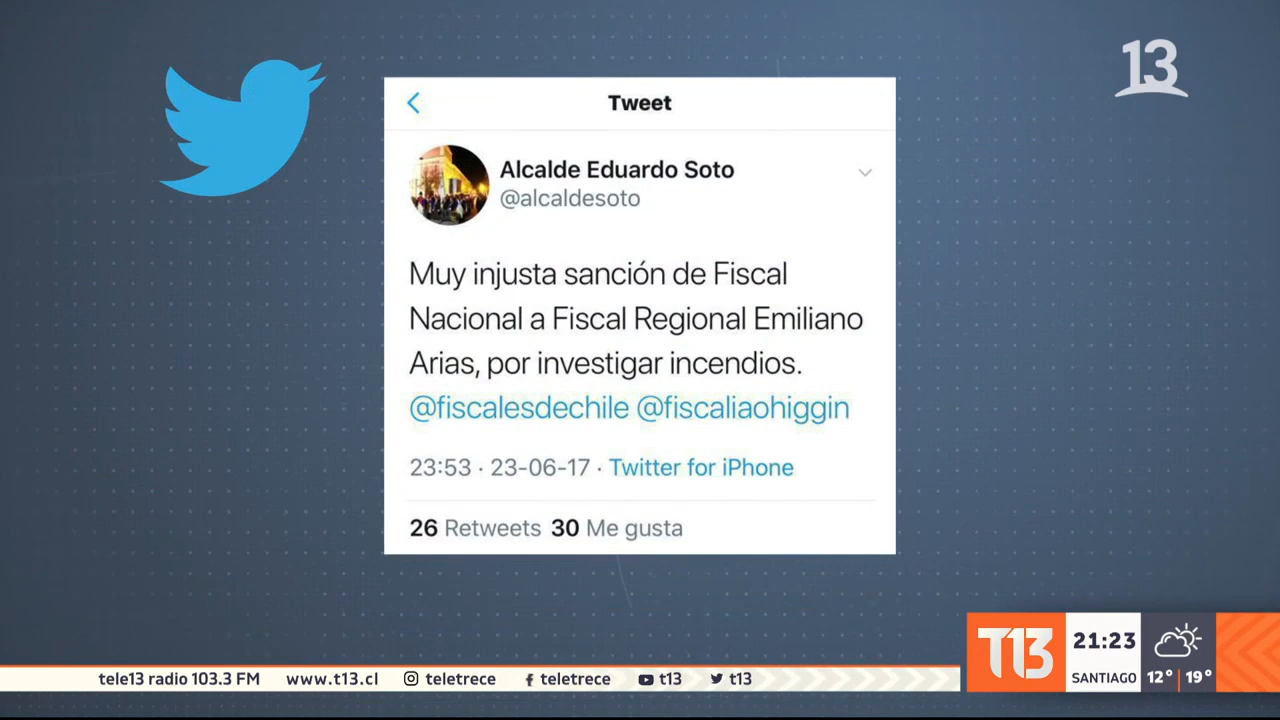 13
Tweet
Alcalde Eduardo Soto
@alcaldesoto
Muy injusta sanción de Fiscal
Nacional a Fiscal Regional Emiliano
Arias, por investigar incendios.
@fiscalesdechile @fiscaliaohiggin
23:53 · 23-06-17 · Twitter for iPhone
26 Retweets 30 Me gusta
T13
21:23
SANTIAGO
12° 19°
tele13 radio 103.3 FM www.t13.cl teletrece teletrece t13 t13